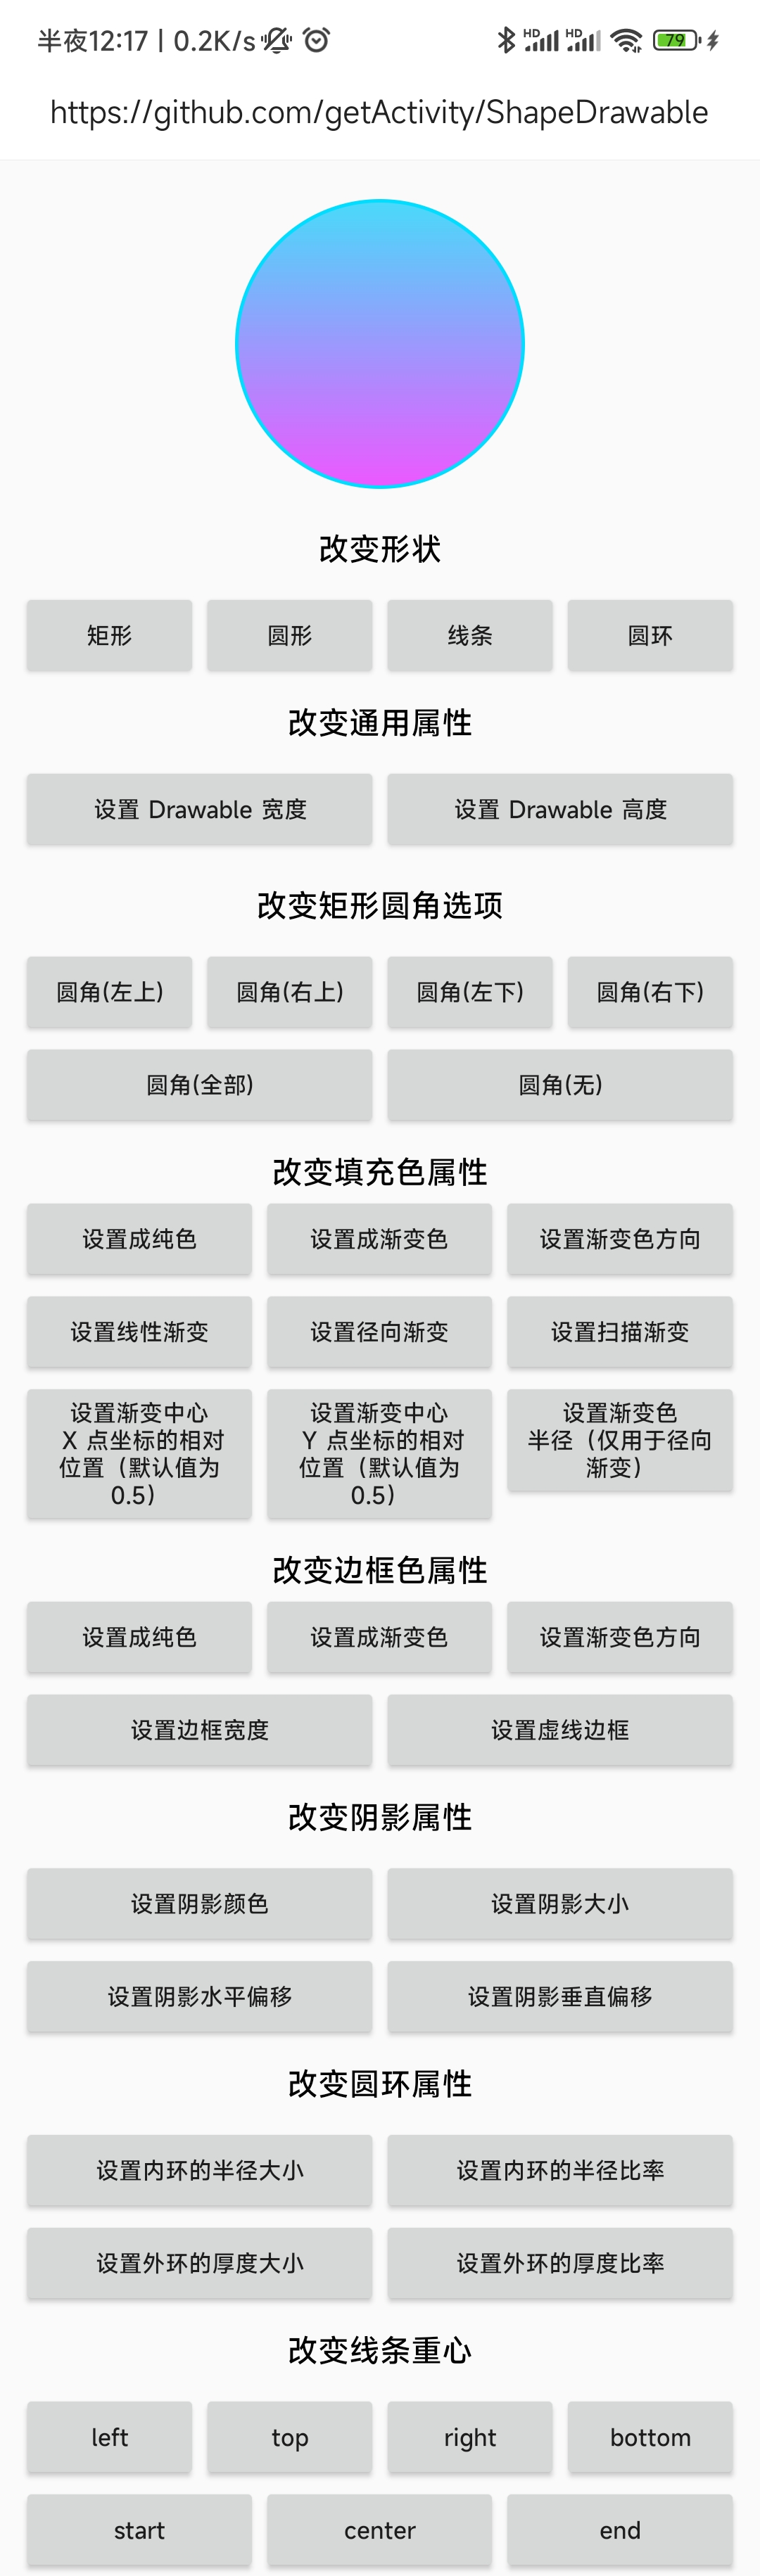 半夜12:17 | 0.2K/s HD HD 79
https://github.com/getActivity/ShapeDrawable
改变形状
矩形 圆形 线条 圆环
改变通用属性
设置 Drawable 宽度 设置 Drawable 高度
改变矩形圆角选项
圆角(左上) 圆角(右上) 圆角(左下) 圆角(右下)
圆角(全部) 圆角(无)
改变填充色属性
设置成纯色 设置成渐变色 设置渐变色方向
设置线性渐变 设置径向渐变 设置扫描渐变
设置渐变中心
X 点坐标的相对
位置（默认值为
0.5）
设置渐变中心
Y 点坐标的相对
位置（默认值为
0.5）
设置渐变色
半径（仅用于径向
渐变）
改变边框色属性
设置成纯色 设置成渐变色 设置渐变色方向
设置边框宽度 设置虚线边框
改变阴影属性
设置阴影颜色 设置阴影大小
设置阴影水平偏移 设置阴影垂直偏移
改变圆环属性
设置内环的半径大小 设置内环的半径比率
设置外环的厚度大小 设置外环的厚度比率
改变线条重心
left top right bottom
start center end